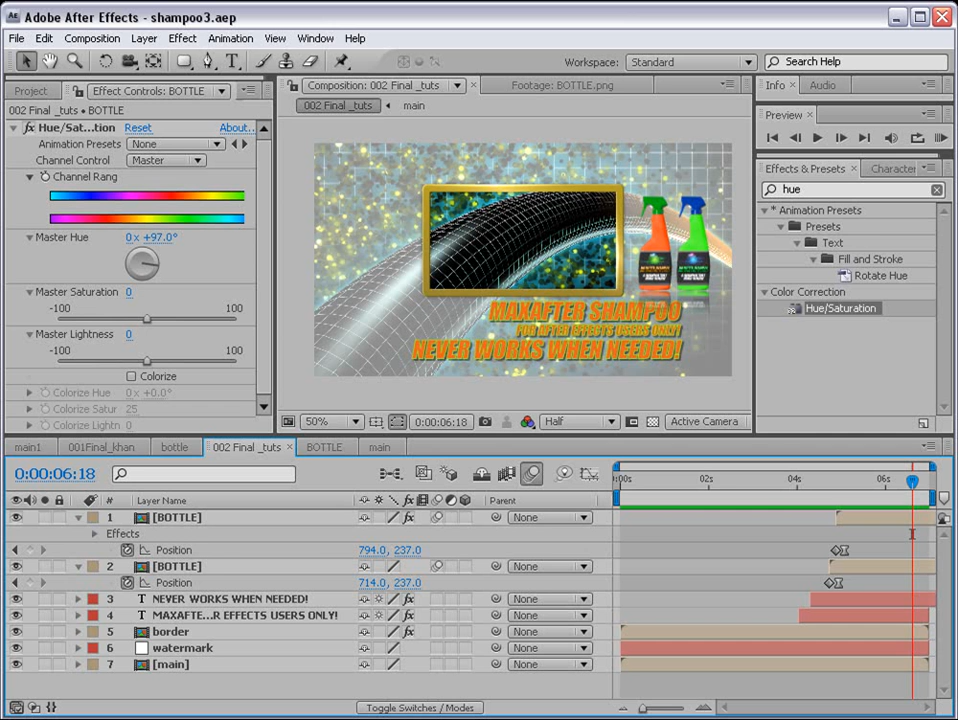 Adobe After Effects - shampoo3.aep
File Edit Composition Layer Effect Animation View Window Help
Workspace: Standard Search Help
Project Effect Controls: BOTTLE Composition: 002 Final _tuts Footage: BOTTLE.png Info Audio
002 Final _tuts • BOTTLE
002 Final _tuts main
Hue/Sat...tion Reset About..
Animation Presets None
Channel Control Master
Channel Rang
Master Hue 0 x +97.0°
Master Saturation 0
-100 100
Master Lightness 0
-100 100
Colorize
Colorize Hue 0 x +0.0°
Colorize Satur 25
Colorize Lightn 0
MAXAFTER SHAMPOO
FOR AFTER EFFECTS USERS ONLY!
NEVER WORKS WHEN NEEDED!
50% 0:00:06:18 Half Active Camera
Preview
Effects & Presets Character
hue
* Animation Presets
Presets
Text
Fill and Stroke
Rotate Hue
Color Correction
Hue/Saturation
main1 001Final_khan bottle 002 Final _tuts BOTTLE main
0:00:06:18
:00s 02s 04s 06s
# Layer Name Parent
1 [BOTTLE] None
Effects
Position 794.0, 237.0
2 [BOTTLE] None
Position 714.0, 237.0
3 T NEVER WORKS WHEN NEEDED! None
4 T MAXAFTE...R EFFECTS USERS ONLY! None
5 border None
6 watermark None
7 [main] None
Toggle Switches / Modes